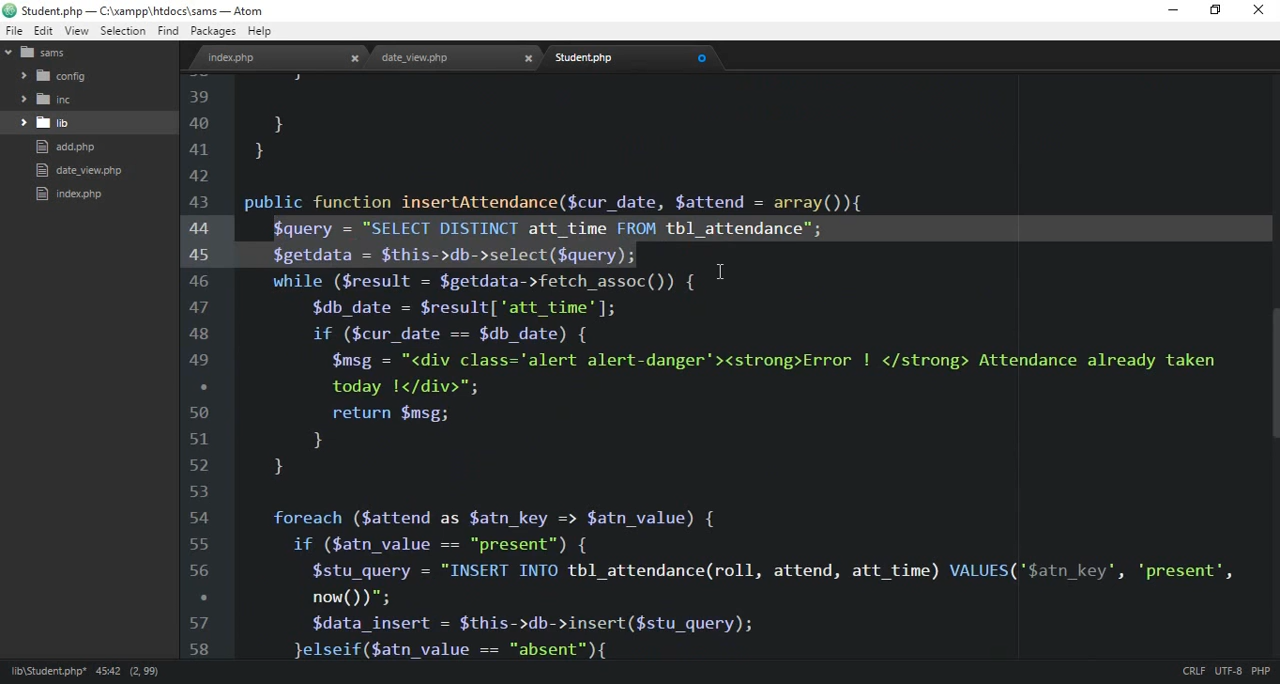 Student.php — C:\xampp\htdocs\sams — Atom
File Edit View Selection Find Packages Help
sams
config
inc
lib
add.php
date_view.php
index.php
index.php date_view.php Student.php
39
40 }
41 }
42
43 public function insertAttendance($cur_date, $attend = array()){
44 $query = "SELECT DISTINCT att_time FROM tbl_attendance";
45 $getdata = $this->db->select($query);
46 while ($result = $getdata->fetch_assoc()) {
47 $db_date = $result['att_time'];
48 if ($cur_date == $db_date) {
49 $msg = "<div class='alert alert-danger'><strong>Error ! </strong> Attendance already taken
• today !</div>";
50 return $msg;
51 }
52 }
53
54 foreach ($attend as $atn_key => $atn_value) {
55 if ($atn_value == "present") {
56 $stu_query = "INSERT INTO tbl_attendance(roll, attend, att_time) VALUES('$atn_key', 'present',
• now())";
57 $data_insert = $this->db->insert($stu_query);
58 }elseif($atn_value == "absent"){
lib\Student.php* 45:42 (2, 99) CRLF UTF-8 PHP